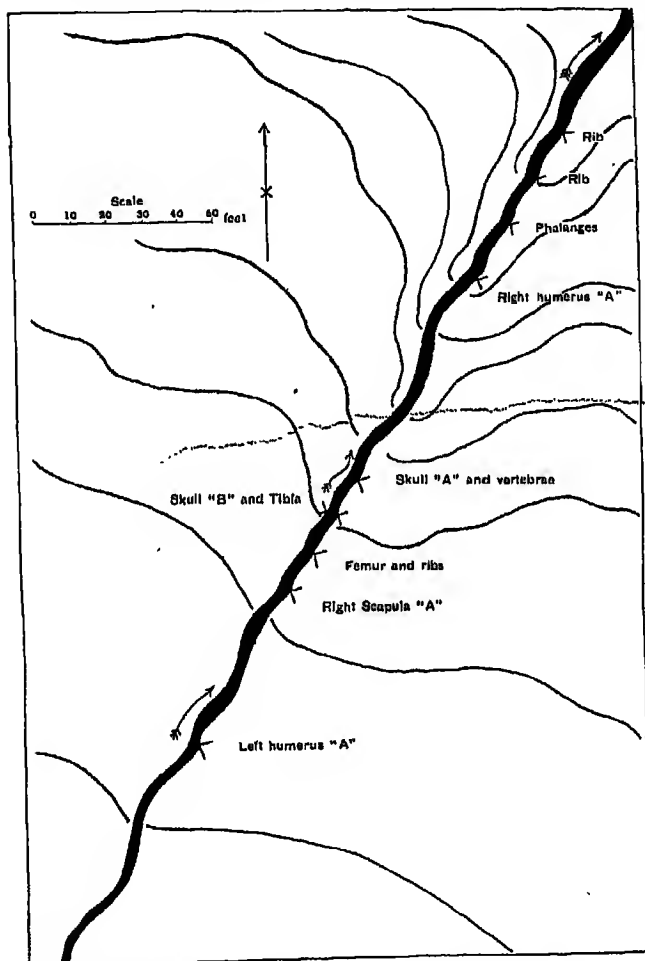 Rib
Rib
Scale
0 10 20 30 40 50 feet
Phalanges
Right humerus "A"
Skull "A" and vertebrae
Skull "B" and Tibia
Femur and ribs
Right Scapula "A"
Left humerus "A"